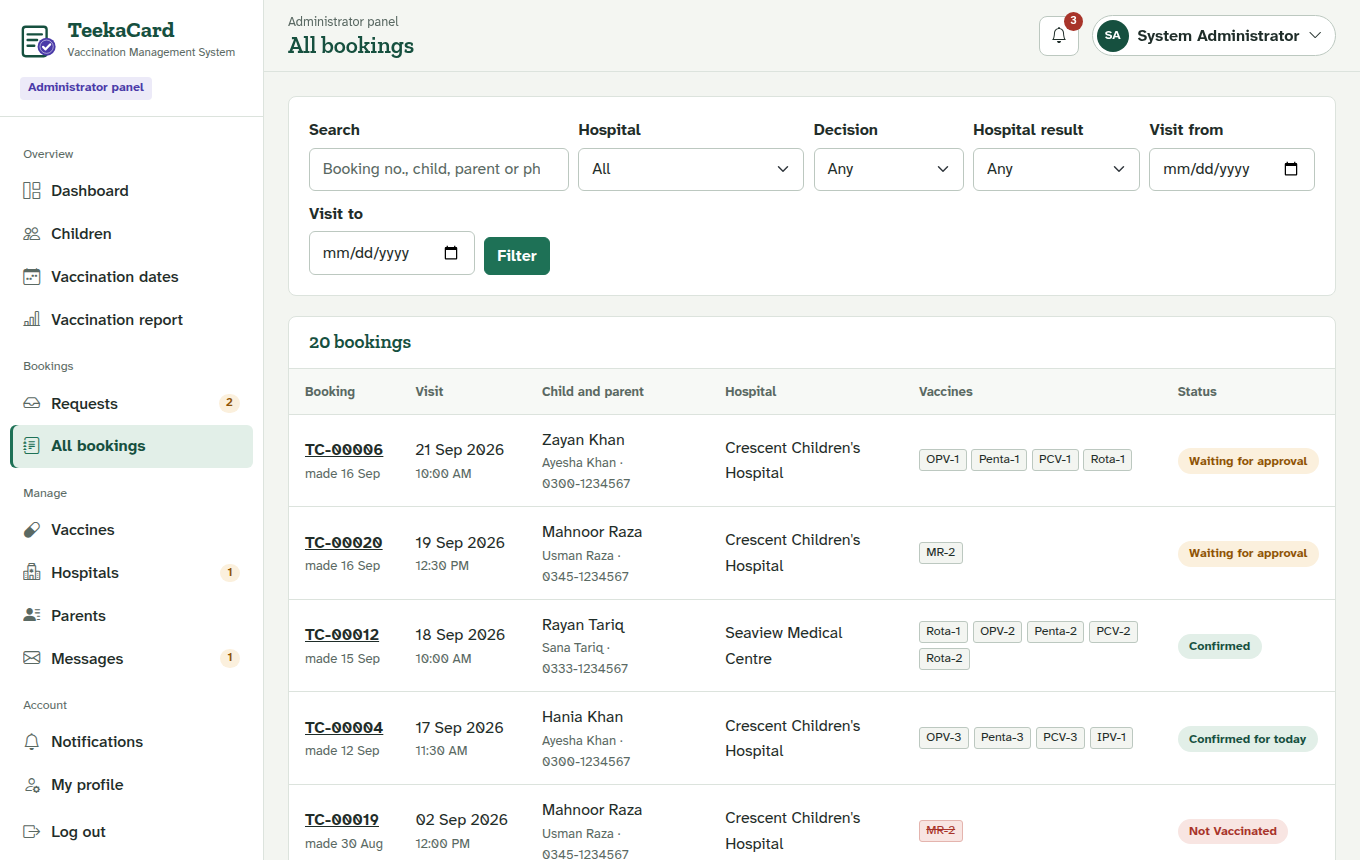 TeekaCard
Vaccination Management System
Administrator panel
Overview
Dashboard
Children
Vaccination dates
Vaccination report
Bookings
Requests 2
All bookings
Manage
Vaccines
Hospitals 1
Parents
Messages 1
Account
Notifications
My profile
Log out
Administrator panel
All bookings
3
SA System Administrator
Search Hospital Decision Hospital result Visit from
Booking no., child, parent or ph All Any Any mm/dd/yyyy
Visit to
mm/dd/yyyy Filter
20 bookings
Booking Visit Child and parent Hospital Vaccines Status
TC-00006 21 Sep 2026 Zayan Khan Crescent Children's OPV-1 Penta-1 PCV-1 Rota-1 Waiting for approval
made 16 Sep 10:00 AM Ayesha Khan · Hospital
0300-1234567
TC-00020 19 Sep 2026 Mahnoor Raza Crescent Children's MR-2 Waiting for approval
made 16 Sep 12:30 PM Usman Raza · Hospital
0345-1234567
TC-00012 18 Sep 2026 Rayan Tariq Seaview Medical Rota-1 OPV-2 Penta-2 PCV-2 Confirmed
made 15 Sep 10:00 AM Sana Tariq · Centre Rota-2
0333-1234567
TC-00004 17 Sep 2026 Hania Khan Crescent Children's OPV-3 Penta-3 PCV-3 IPV-1 Confirmed for today
made 12 Sep 11:30 AM Ayesha Khan · Hospital
0300-1234567
TC-00019 02 Sep 2026 Mahnoor Raza Crescent Children's MR-2 Not Vaccinated
made 30 Aug 12:00 PM Usman Raza · Hospital
0345-1234567